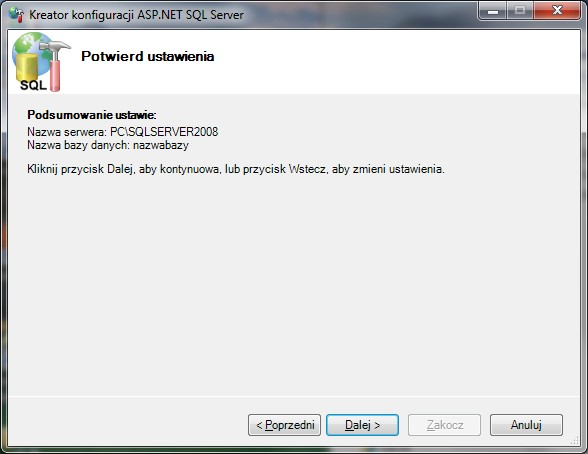 Kreator konfiguracji ASP.NET SQL Server
SQL
Potwierd ustawienia
Podsumowanie ustawie:
Nazwa serwera: PC\SQLSERVER2008
Nazwa bazy danych: nazwabazy
Kliknij przycisk Dalej, aby kontynuowa, lub przycisk Wstecz, aby zmieni ustawienia.
< Poprzedni
Dalej >
Zakocz
Anuluj